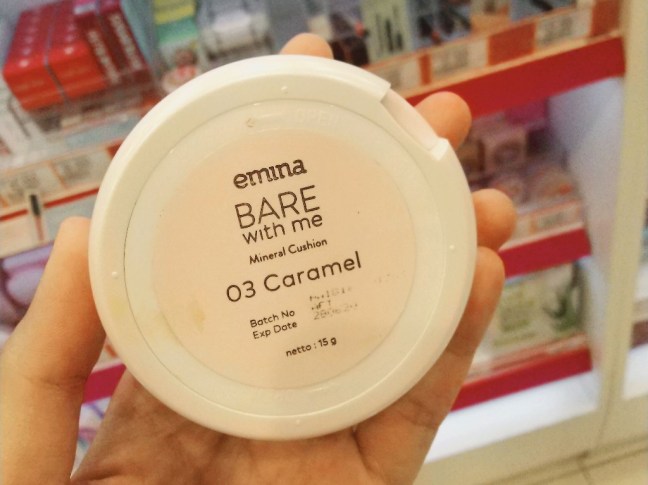 emina
BARE
with me
Mineral Cushion
03 Caramel
Batch No
Exp Date
netto : 15 g